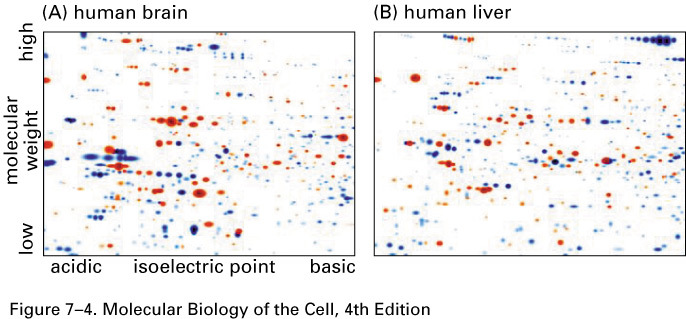 (A) human brain
(B) human liver
high
molecular
weight
low
acidic
isoelectric point
basic
Figure 7–4. Molecular Biology of the Cell, 4th Edition